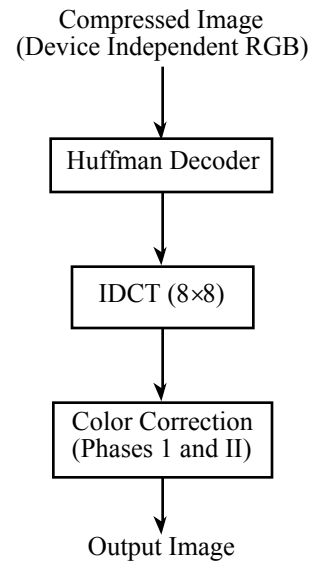 Compressed Image
(Device Independent RGB)
Huffman Decoder
IDCT (8×8)
Color Correction
(Phases 1 and II)
Output Image